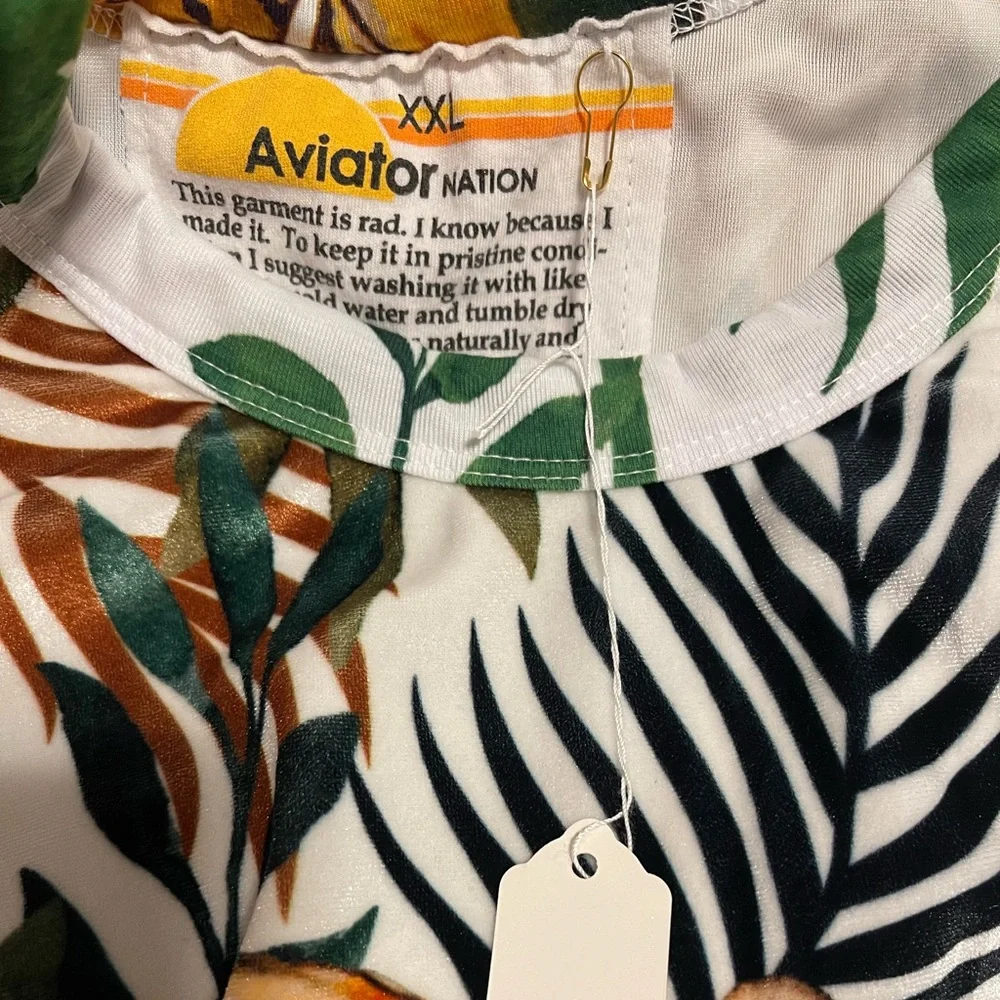 XXL
Aviator NATION
This garment is rad. I know because I
made it. To keep it in pristine condi-
I suggest washing it with like
water and tumble dry
naturally and